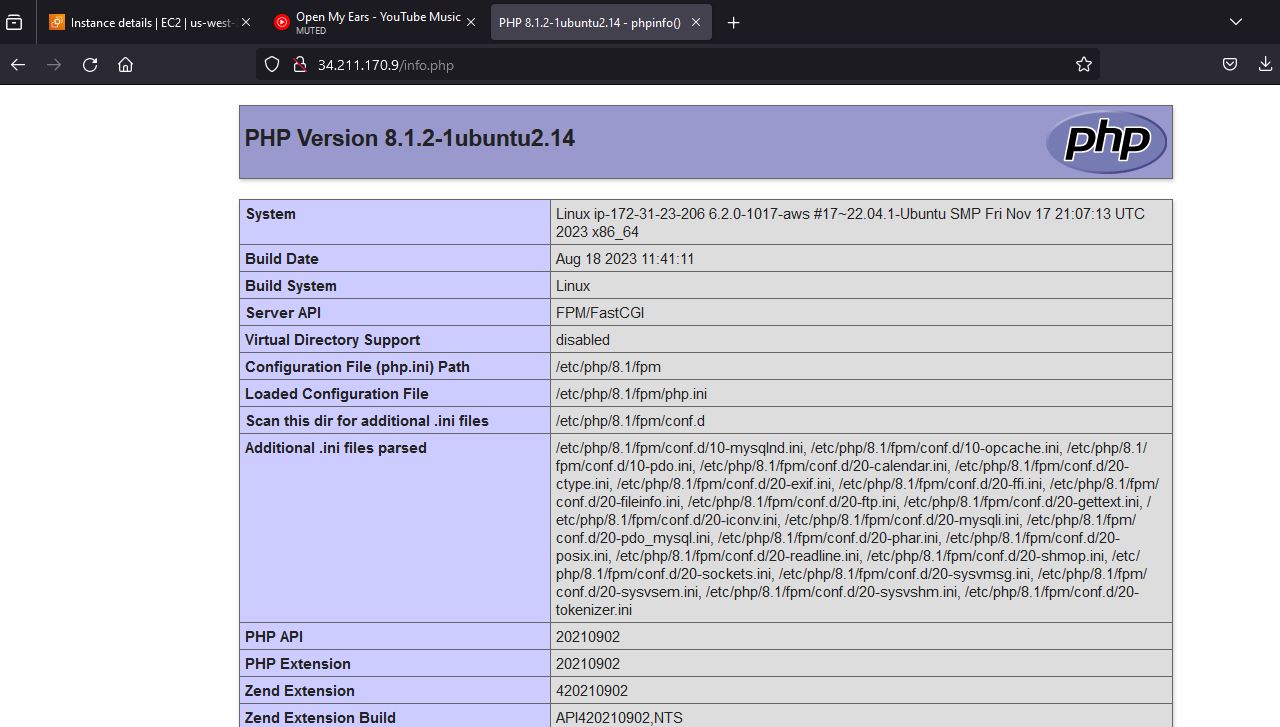 Instance details | EC2 | us-west-
Open My Ears - YouTube Music
MUTED
PHP 8.1.2-1ubuntu2.14 - phpinfo()
34.211.170.9/info.php
PHP Version 8.1.2-1ubuntu2.14
php
System
Linux ip-172-31-23-206 6.2.0-1017-aws #17~22.04.1-Ubuntu SMP Fri Nov 17 21:07:13 UTC
2023 x86_64
Build Date
Aug 18 2023 11:41:11
Build System
Linux
Server API
FPM/FastCGI
Virtual Directory Support
disabled
Configuration File (php.ini) Path
/etc/php/8.1/fpm
Loaded Configuration File
/etc/php/8.1/fpm/php.ini
Scan this dir for additional .ini files
/etc/php/8.1/fpm/conf.d
Additional .ini files parsed
/etc/php/8.1/fpm/conf.d/10-mysqlnd.ini, /etc/php/8.1/fpm/conf.d/10-opcache.ini, /etc/php/8.1/
fpm/conf.d/10-pdo.ini, /etc/php/8.1/fpm/conf.d/20-calendar.ini, /etc/php/8.1/fpm/conf.d/20-
ctype.ini, /etc/php/8.1/fpm/conf.d/20-exif.ini, /etc/php/8.1/fpm/conf.d/20-ffi.ini, /etc/php/8.1/fpm/
conf.d/20-fileinfo.ini, /etc/php/8.1/fpm/conf.d/20-ftp.ini, /etc/php/8.1/fpm/conf.d/20-gettext.ini, /
etc/php/8.1/fpm/conf.d/20-iconv.ini, /etc/php/8.1/fpm/conf.d/20-mysqli.ini, /etc/php/8.1/fpm/
conf.d/20-pdo_mysql.ini, /etc/php/8.1/fpm/conf.d/20-phar.ini, /etc/php/8.1/fpm/conf.d/20-
posix.ini, /etc/php/8.1/fpm/conf.d/20-readline.ini, /etc/php/8.1/fpm/conf.d/20-shmop.ini, /etc/
php/8.1/fpm/conf.d/20-sockets.ini, /etc/php/8.1/fpm/conf.d/20-sysvmsg.ini, /etc/php/8.1/fpm/
conf.d/20-sysvsem.ini, /etc/php/8.1/fpm/conf.d/20-sysvshm.ini, /etc/php/8.1/fpm/conf.d/20-
tokenizer.ini
PHP API
20210902
PHP Extension
20210902
Zend Extension
420210902
Zend Extension Build
API420210902,NTS